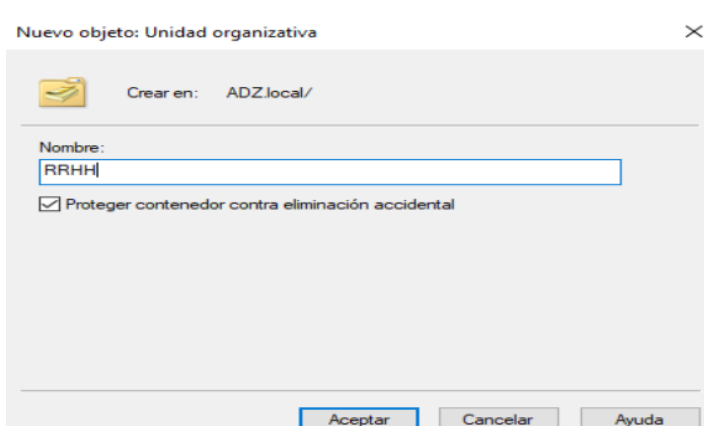 Nuevo objeto: Unidad organizativa
Crear en: ADZ.local/
Nombre:
RRHH
Proteger contenedor contra eliminación accidental
Aceptar Cancelar Ayuda